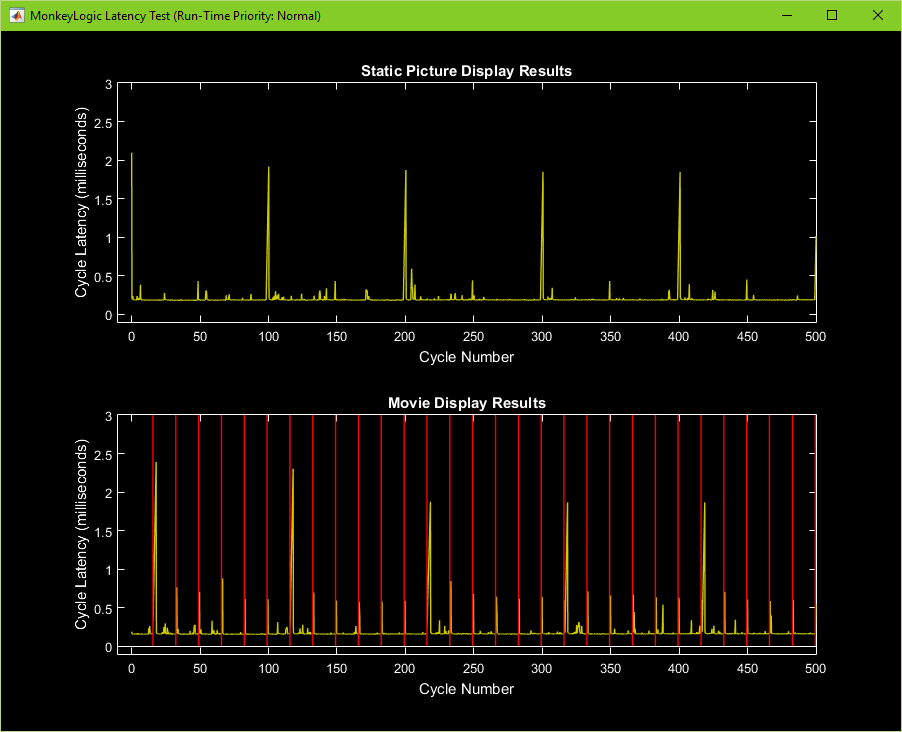 MonkeyLogic Latency Test (Run-Time Priority: Normal)
Static Picture Display Results
3
2.5
2
1.5
1
0.5
0
Cycle Latency (milliseconds)
0 50 100 150 200 250 300 350 400 450 500
Cycle Number
Movie Display Results
3
2.5
2
1.5
1
0.5
0
Cycle Latency (milliseconds)
0 50 100 150 200 250 300 350 400 450 500
Cycle Number